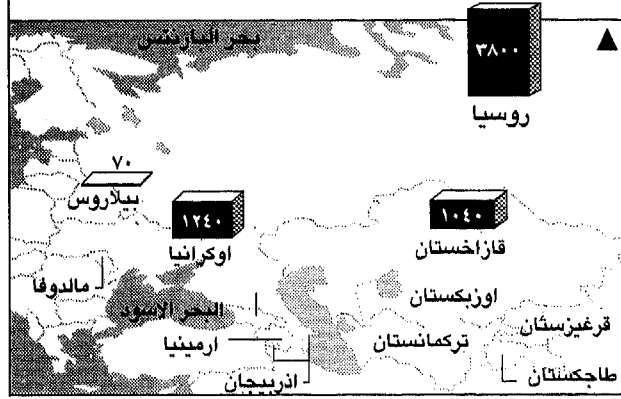 بحر البارنتس
٣٨٠٠
روسيا
٧٠
بيلاروس
١٢٤٠
اوكرانيا
١٠٤٠
قازاخستان
مالدوفا
البحر الاسود
اوزبكستان
ارمينيا
تركمانستان
قرغيزستان
اذربيجان
طاجكستان